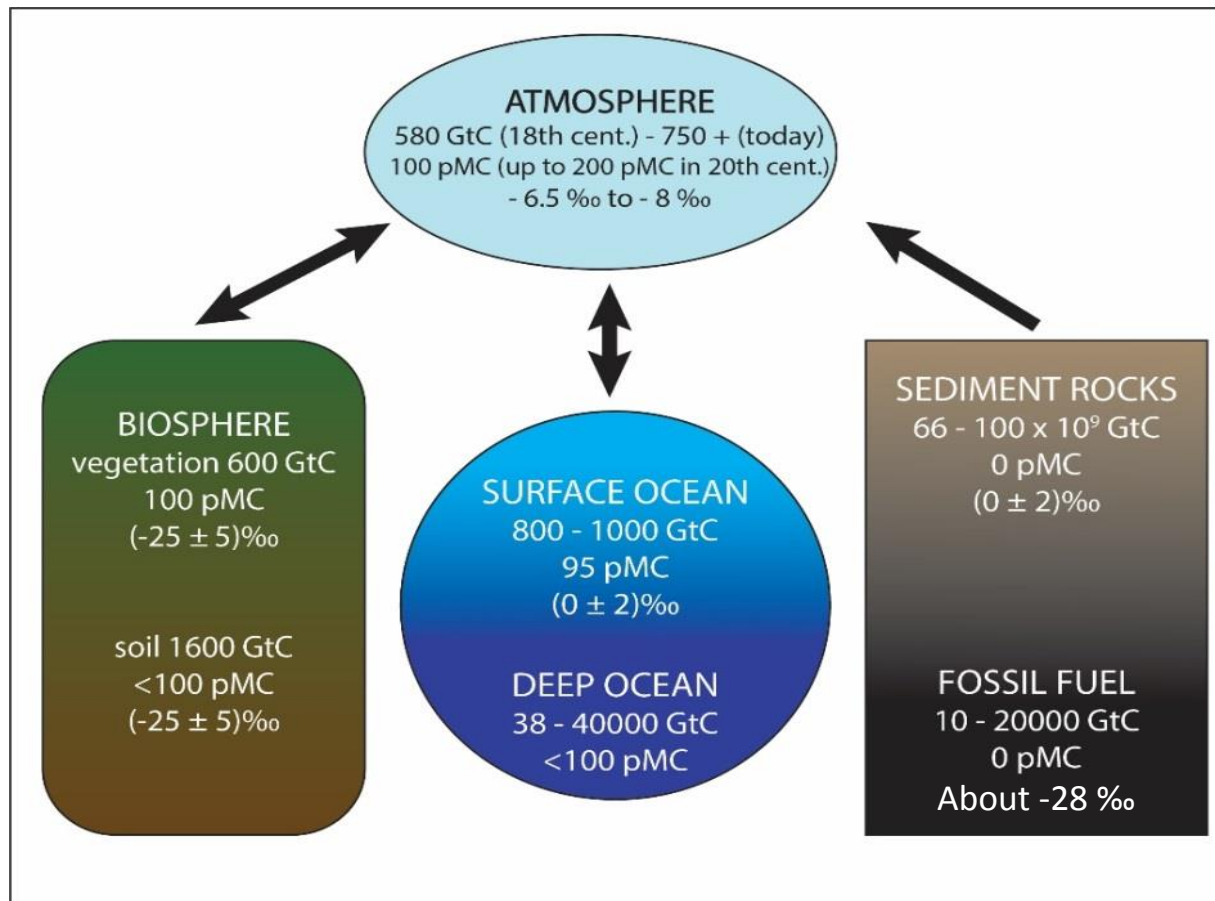 ATMOSPHERE
580 GtC (18th cent.) - 750 + (today)
100 pMC (up to 200 pMC in 20th cent.)
- 6.5 ‰ to - 8 ‰
BIOSPHERE
vegetation 600 GtC
100 pMC
(-25 ± 5)‰
soil 1600 GtC
<100 pMC
(-25 ± 5)‰
SURFACE OCEAN
800 - 1000 GtC
95 pMC
(0 ± 2)‰
DEEP OCEAN
38 - 40000 GtC
<100 pMC
SEDIMENT ROCKS
66 - 100 x 10⁹ GtC
0 pMC
(0 ± 2)‰
FOSSIL FUEL
10 - 20000 GtC
0 pMC
About -28 ‰